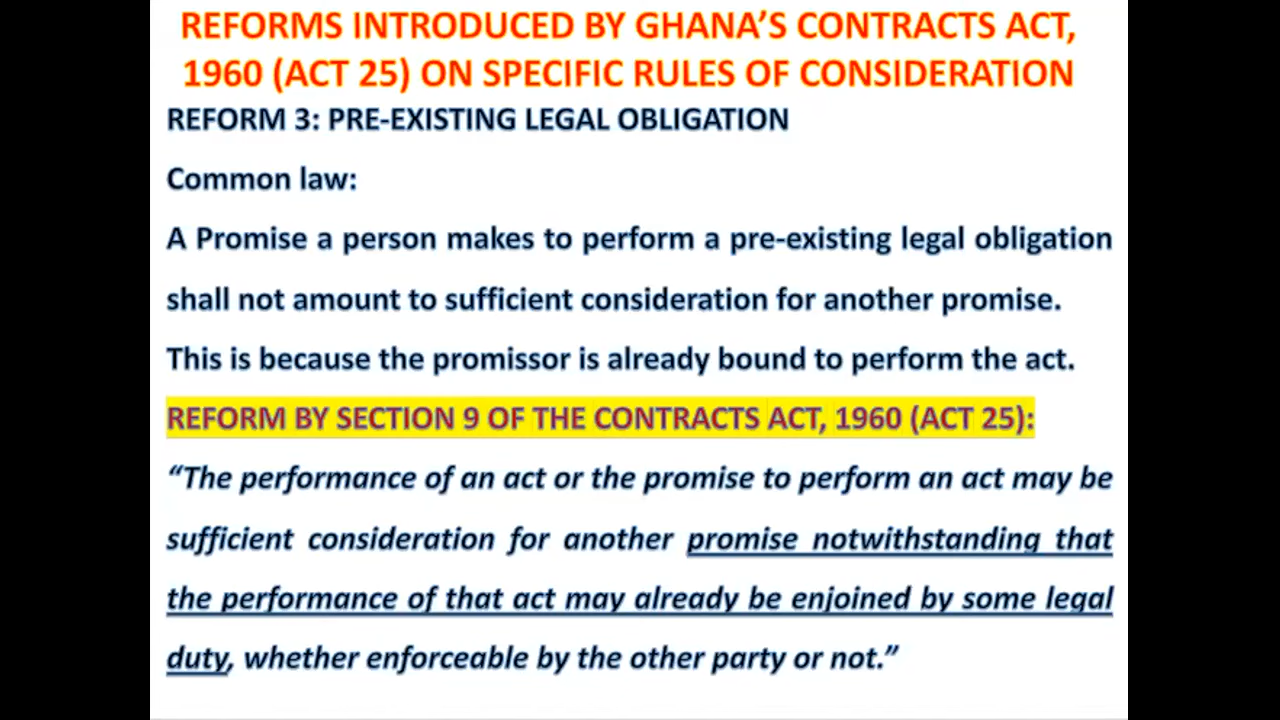 REFORMS INTRODUCED BY GHANA’S CONTRACTS ACT,
1960 (ACT 25) ON SPECIFIC RULES OF CONSIDERATION
REFORM 3: PRE-EXISTING LEGAL OBLIGATION
Common law:
A Promise a person makes to perform a pre-existing legal obligation
shall not amount to sufficient consideration for another promise.
This is because the promissor is already bound to perform the act.
REFORM BY SECTION 9 OF THE CONTRACTS ACT, 1960 (ACT 25):
“The performance of an act or the promise to perform an act may be
sufficient consideration for another promise notwithstanding that
the performance of that act may already be enjoined by some legal
duty, whether enforceable by the other party or not.”